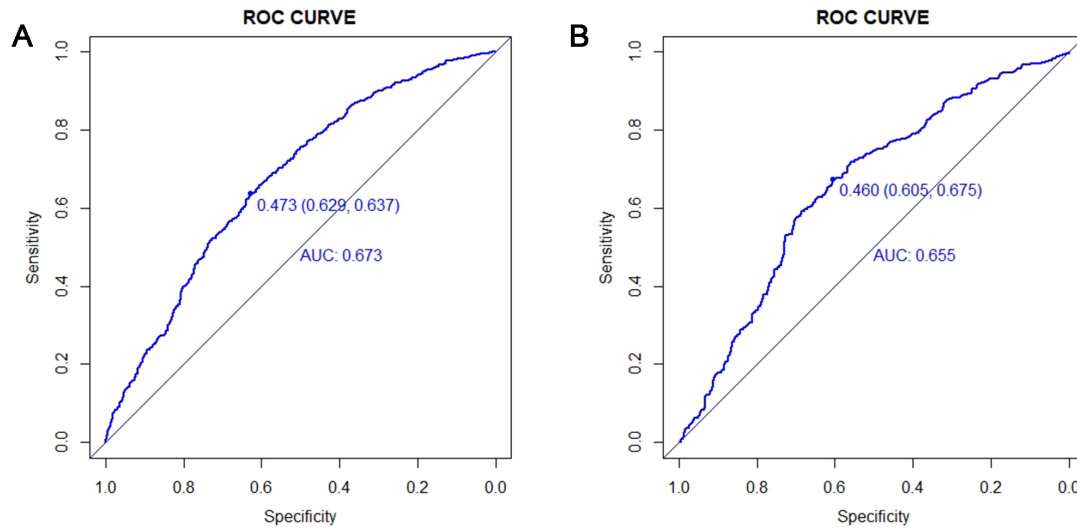 A
ROC CURVE
Sensitivity
1.0
0.8
0.6
0.4
0.2
0.0
0.473 (0.629, 0.637)
AUC: 0.673
1.0 0.8 0.6 0.4 0.2 0.0
Specificity
B
ROC CURVE
Sensitivity
1.0
0.8
0.6
0.4
0.2
0.0
0.460 (0.605, 0.675)
AUC: 0.655
1.0 0.8 0.6 0.4 0.2 0.0
Specificity